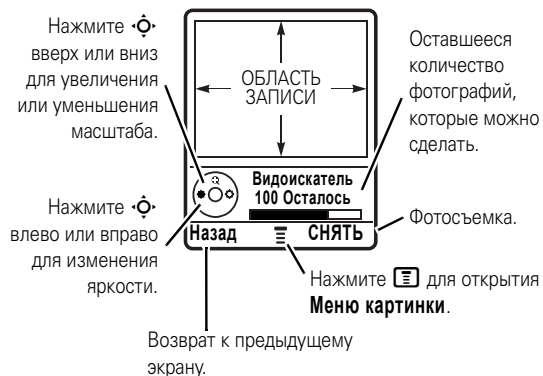 Нажмите
вверх или вниз
для увеличения
или уменьшения
масштаба.
ОБЛАСТЬ
ЗАПИСИ
Оставшееся
количество
фотографий,
которые можно
сделать.
Видоискатель
100 Осталось
Нажмите
влево или вправо
для изменения
яркости.
Назад
СНЯТЬ
Фотосъемка.
Нажмите для открытия
Меню картинки.
Возврат к предыдущему
экрану.